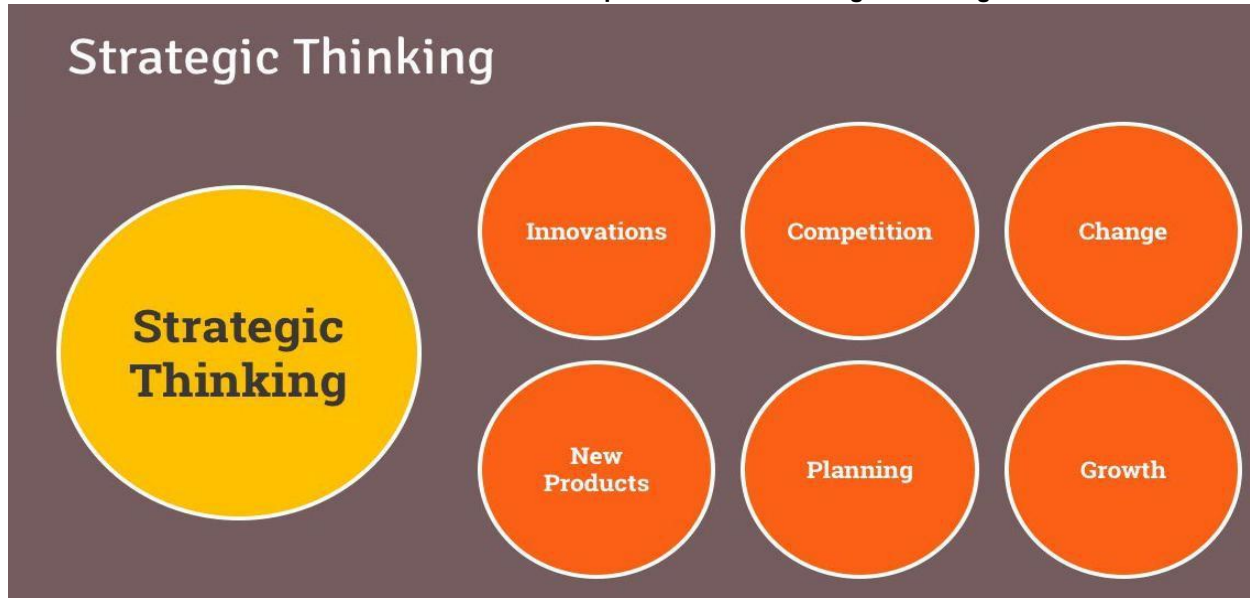 Strategic Thinking
Strategic
Thinking
Innovations
Competition
Change
New
Products
Planning
Growth